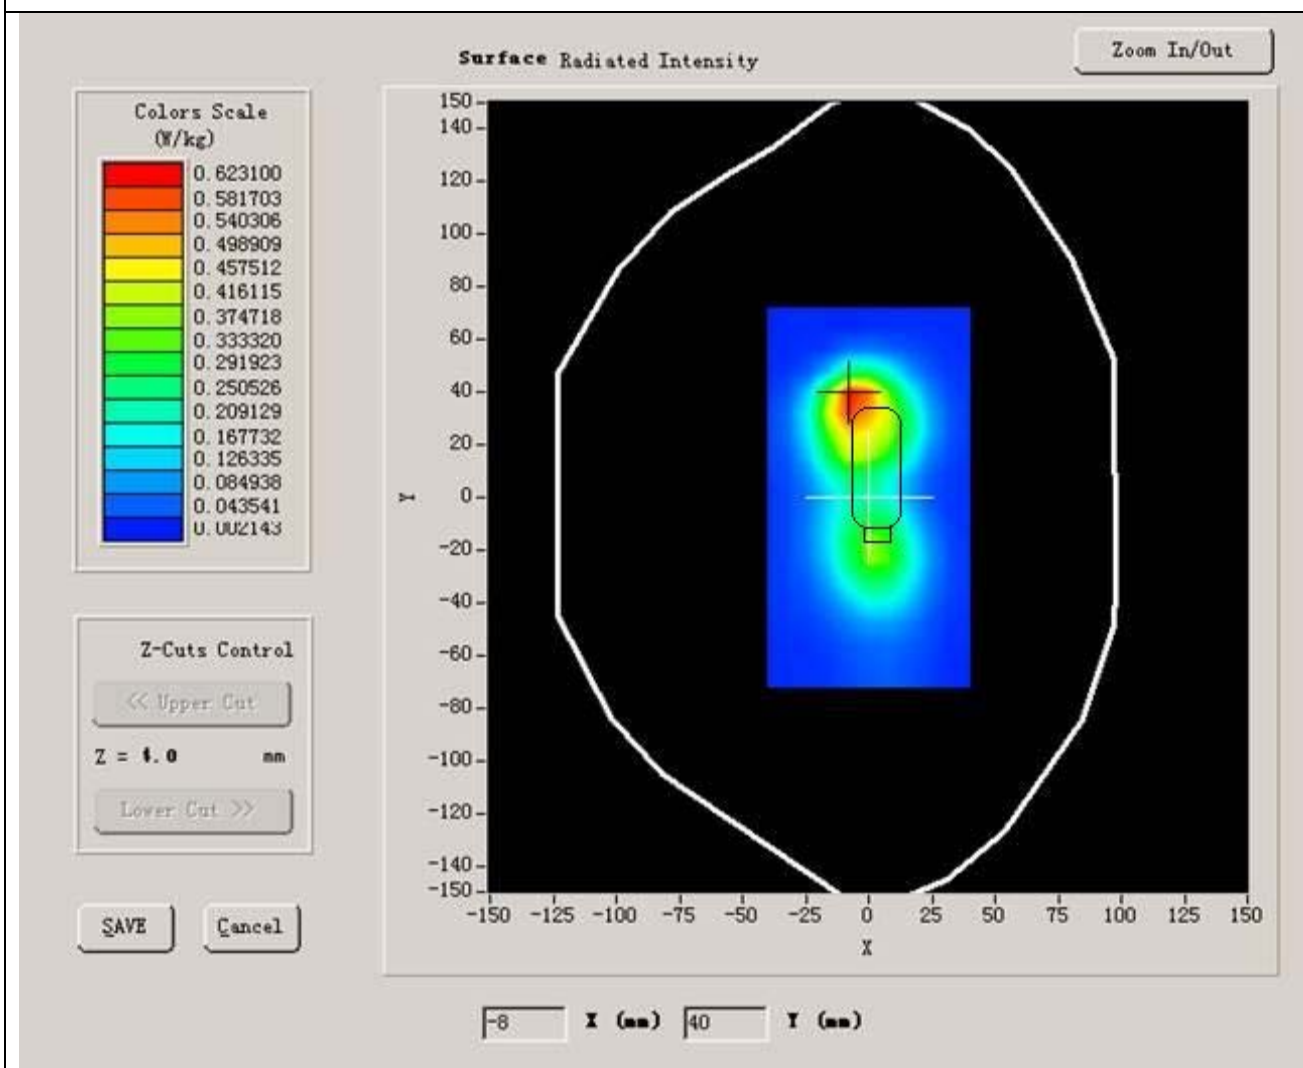 Surface Radiated Intensity
Zoom In/Out
Colors Scale
(W/kg)
0.623100
0.581703
0.540306
0.498909
0.457512
0.416115
0.374718
0.333320
0.291923
0.250526
0.209129
0.167732
0.126335
0.084938
0.043541
0.002143
Z-Cuts Control
<< Upper Cut
Z = 4.0 mm
Lower Cut >>
SAVE Cancel
150
140
120
100
80
60
40
20
0
-20
-40
-60
-80
-100
-120
-140
-150
Y
-150 -125 -100 -75 -50 -25 0 25 50 75 100 125 150
X
-8 X (mm) 40 Y (mm)